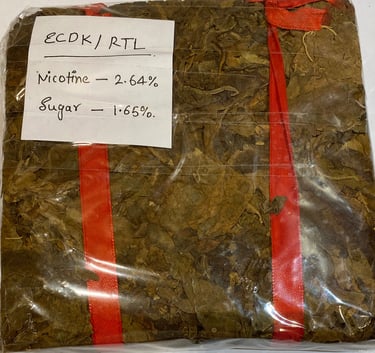 ECDK/RTL
Nicotine – 2.64%
Sugar – 1.65%.